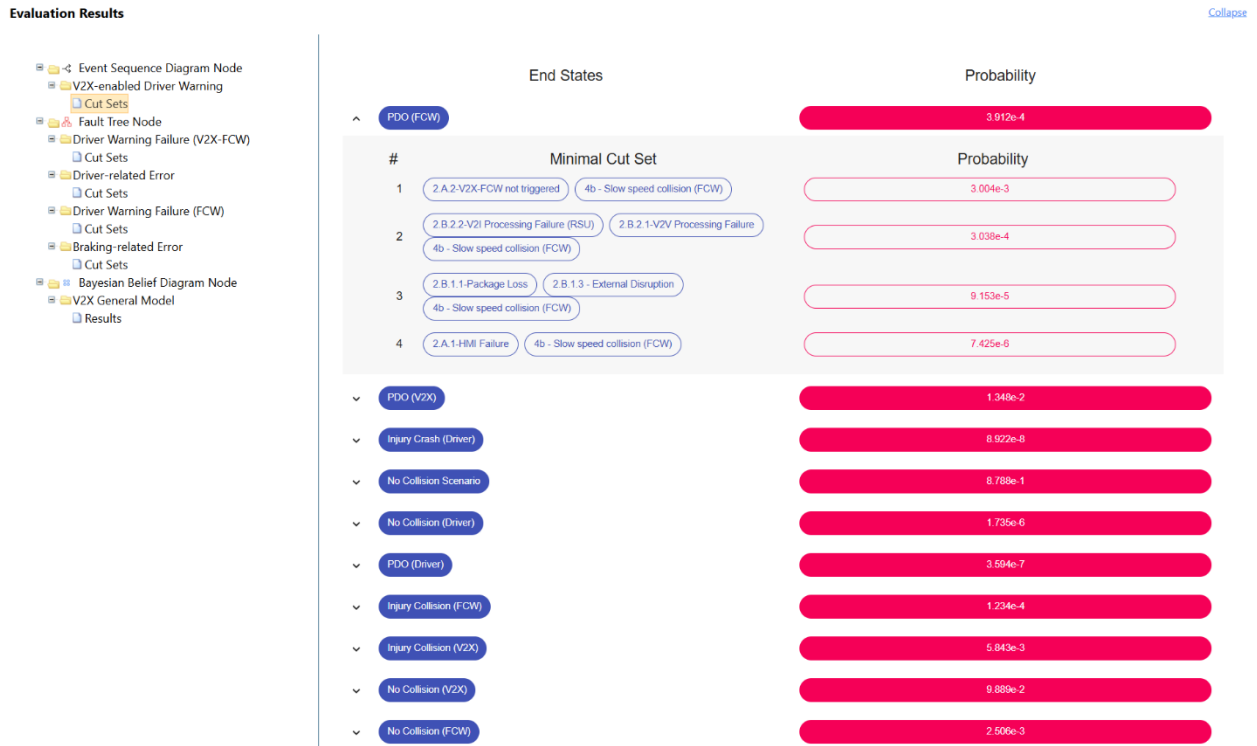 Evaluation Results
Collapse
Event Sequence Diagram Node
V2X-enabled Driver Warning
Cut Sets
Fault Tree Node
Driver Warning Failure (V2X-FCW)
Cut Sets
Driver-related Error
Cut Sets
Driver Warning Failure (FCW)
Cut Sets
Braking-related Error
Cut Sets
Bayesian Belief Diagram Node
V2X General Model
Results
End States Probability
PDO (FCW) 3.912e-4
# Minimal Cut Set Probability
1 2.A.2-V2X-FCW not triggered 4b - Slow speed collision (FCW) 3.004e-3
2.B.2.2-V2I Processing Failure (RSU) 2.B.2.1-V2V Processing Failure
2 3.038e-4
4b - Slow speed collision (FCW)
2.B.1.1-Package Loss 2.B.1.3 - External Disruption
3 9.153e-5
4b - Slow speed collision (FCW)
4 2.A.1-HMI Failure 4b - Slow speed collision (FCW) 7.425e-6
PDO (V2X) 1.348e-2
Injury Crash (Driver) 8.922e-8
No Collision Scenario 8.788e-1
No Collision (Driver) 1.735e-6
PDO (Driver) 3.594e-7
Injury Collision (FCW) 1.234e-4
Injury Collision (V2X) 5.843e-3
No Collision (V2X) 9.889e-2
No Collision (FCW) 2.506e-3